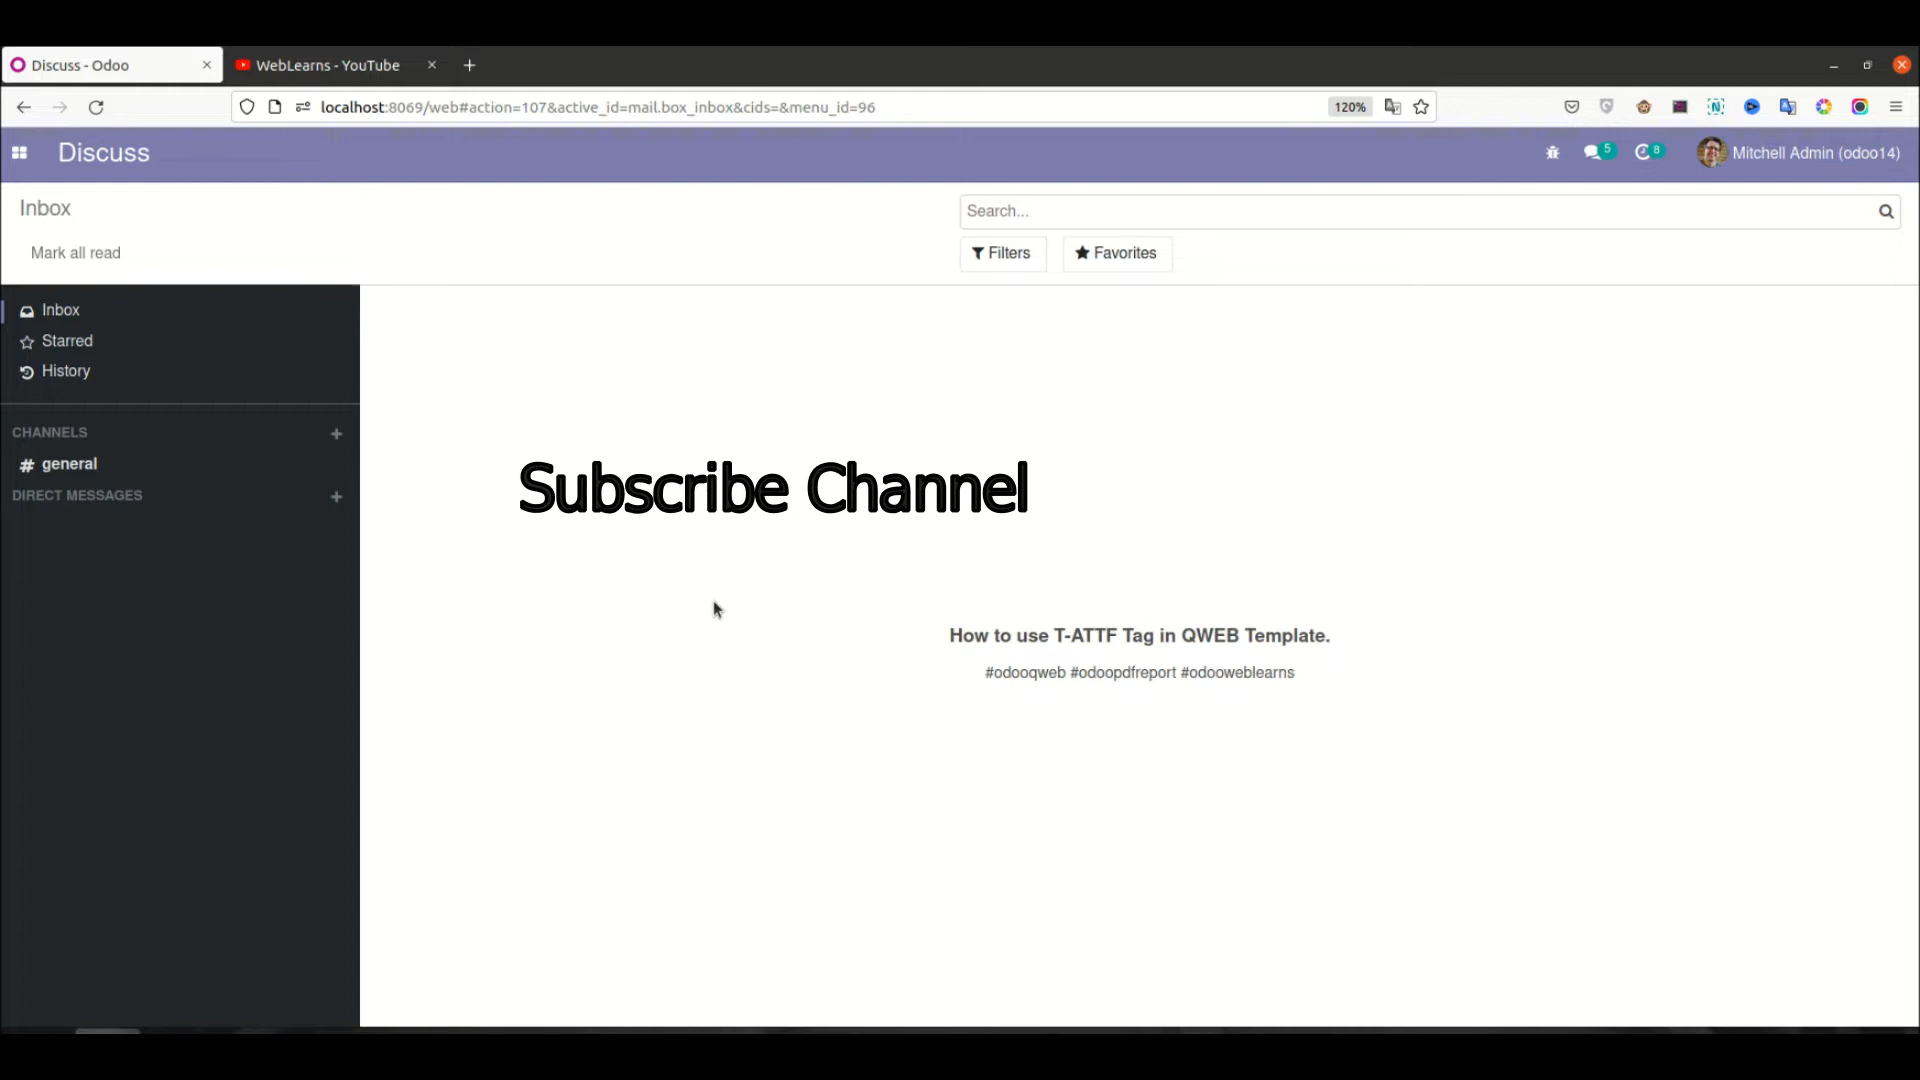 Discuss - Odoo
WebLearns - YouTube
localhost:8069/web#action=107&active_id=mail.box_inbox&cids=&menu_id=96
120%
Discuss
5
8
Mitchell Admin (odoo14)
Inbox
Search...
Mark all read
Filters
Favorites
Inbox
Starred
History
CHANNELS
# general
DIRECT MESSAGES
Subscribe Channel
How to use T-ATTF Tag in QWEB Template.
#odooqweb #odoopdfreport #odooweblearns